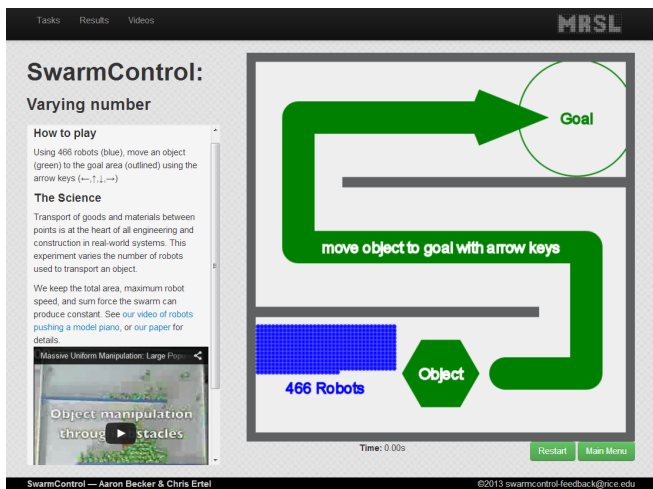 Tasks Results Videos
MRSL
SwarmControl:
Varying number
How to play
Using 466 robots (blue), move an object
(green) to the goal area (outlined) using the
arrow keys (←,↑,↓,→)
The Science
Transport of goods and materials between
points is at the heart of all engineering and
construction in real-world systems. This
experiment varies the number of robots
used to transport an object.
We keep the total area, maximum robot
speed, and sum force the swarm can
produce constant. See our video of robots
pushing a model piano, or our paper for
details.
Massive Uniform Manipulation: Large Popu
Object manipulation
through obstacles
Goal
move object to goal with arrow keys
466 Robots
Object
Time: 0.00s
Restart
Main Menu
SwarmControl — Aaron Becker & Chris Ertel
©2013 swarmcontrol-feedback@rice.edu